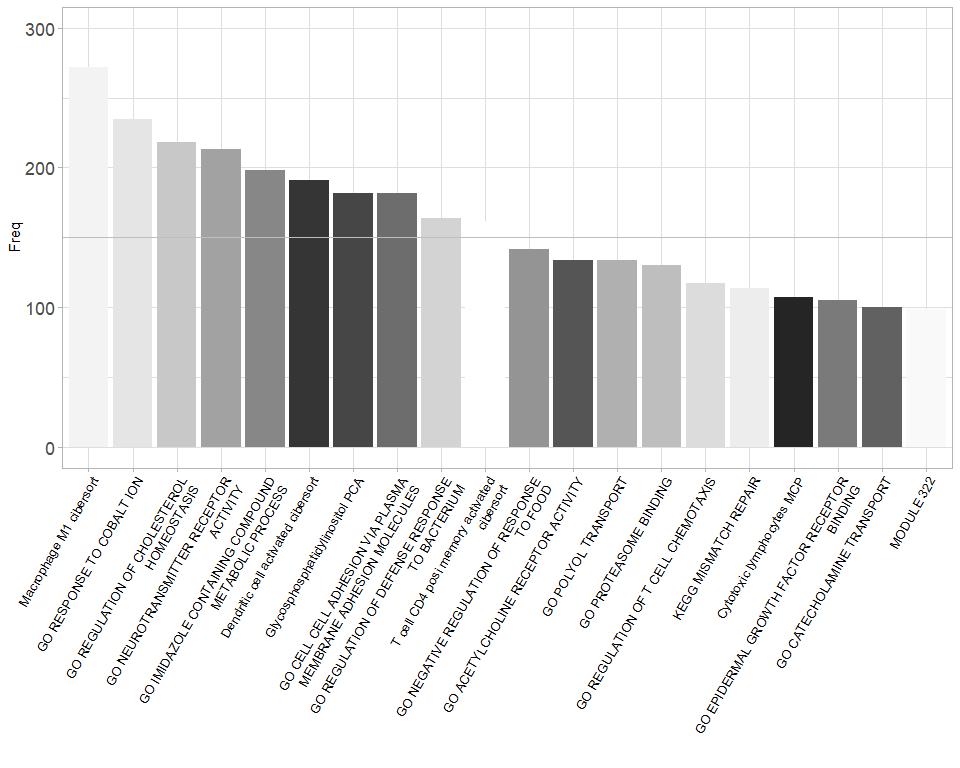 300
200
100
0
Freq
Macrophage M1 cibersort
GO RESPONSE TO COBALT ION
GO REGULATION OF CHOLESTEROL
HOMEOSTASIS
GO NEUROTRANSMITTER RECEPTOR
ACTIVITY
GO IMIDAZOLE CONTAINING COMPOUND
METABOLIC PROCESS
Dendritic cell activated cibersort
Glycosphosphatidylinositol PCA
GO CELL CELL ADHESION VIA PLASMA
MEMBRANE ADHESION MOLECULES
GO REGULATION OF DEFENSE RESPONSE
TO BACTERIUM
T cell CD4 posi memory activated
cibersort
GO NEGATIVE REGULATION OF RESPONSE
TO FOOD
GO ACETYLCHOLINE RECEPTOR ACTIVITY
GO POLYOL TRANSPORT
GO PROTEASOME BINDING
GO REGULATION OF T CELL CHEMOTAXIS
KEGG MISMATCH REPAIR
Cytotoxic lymphocytes MCP
GO EPIDERMAL GROWTH FACTOR RECEPTOR
BINDING
GO CATECHOLAMINE TRANSPORT
MODULE 322